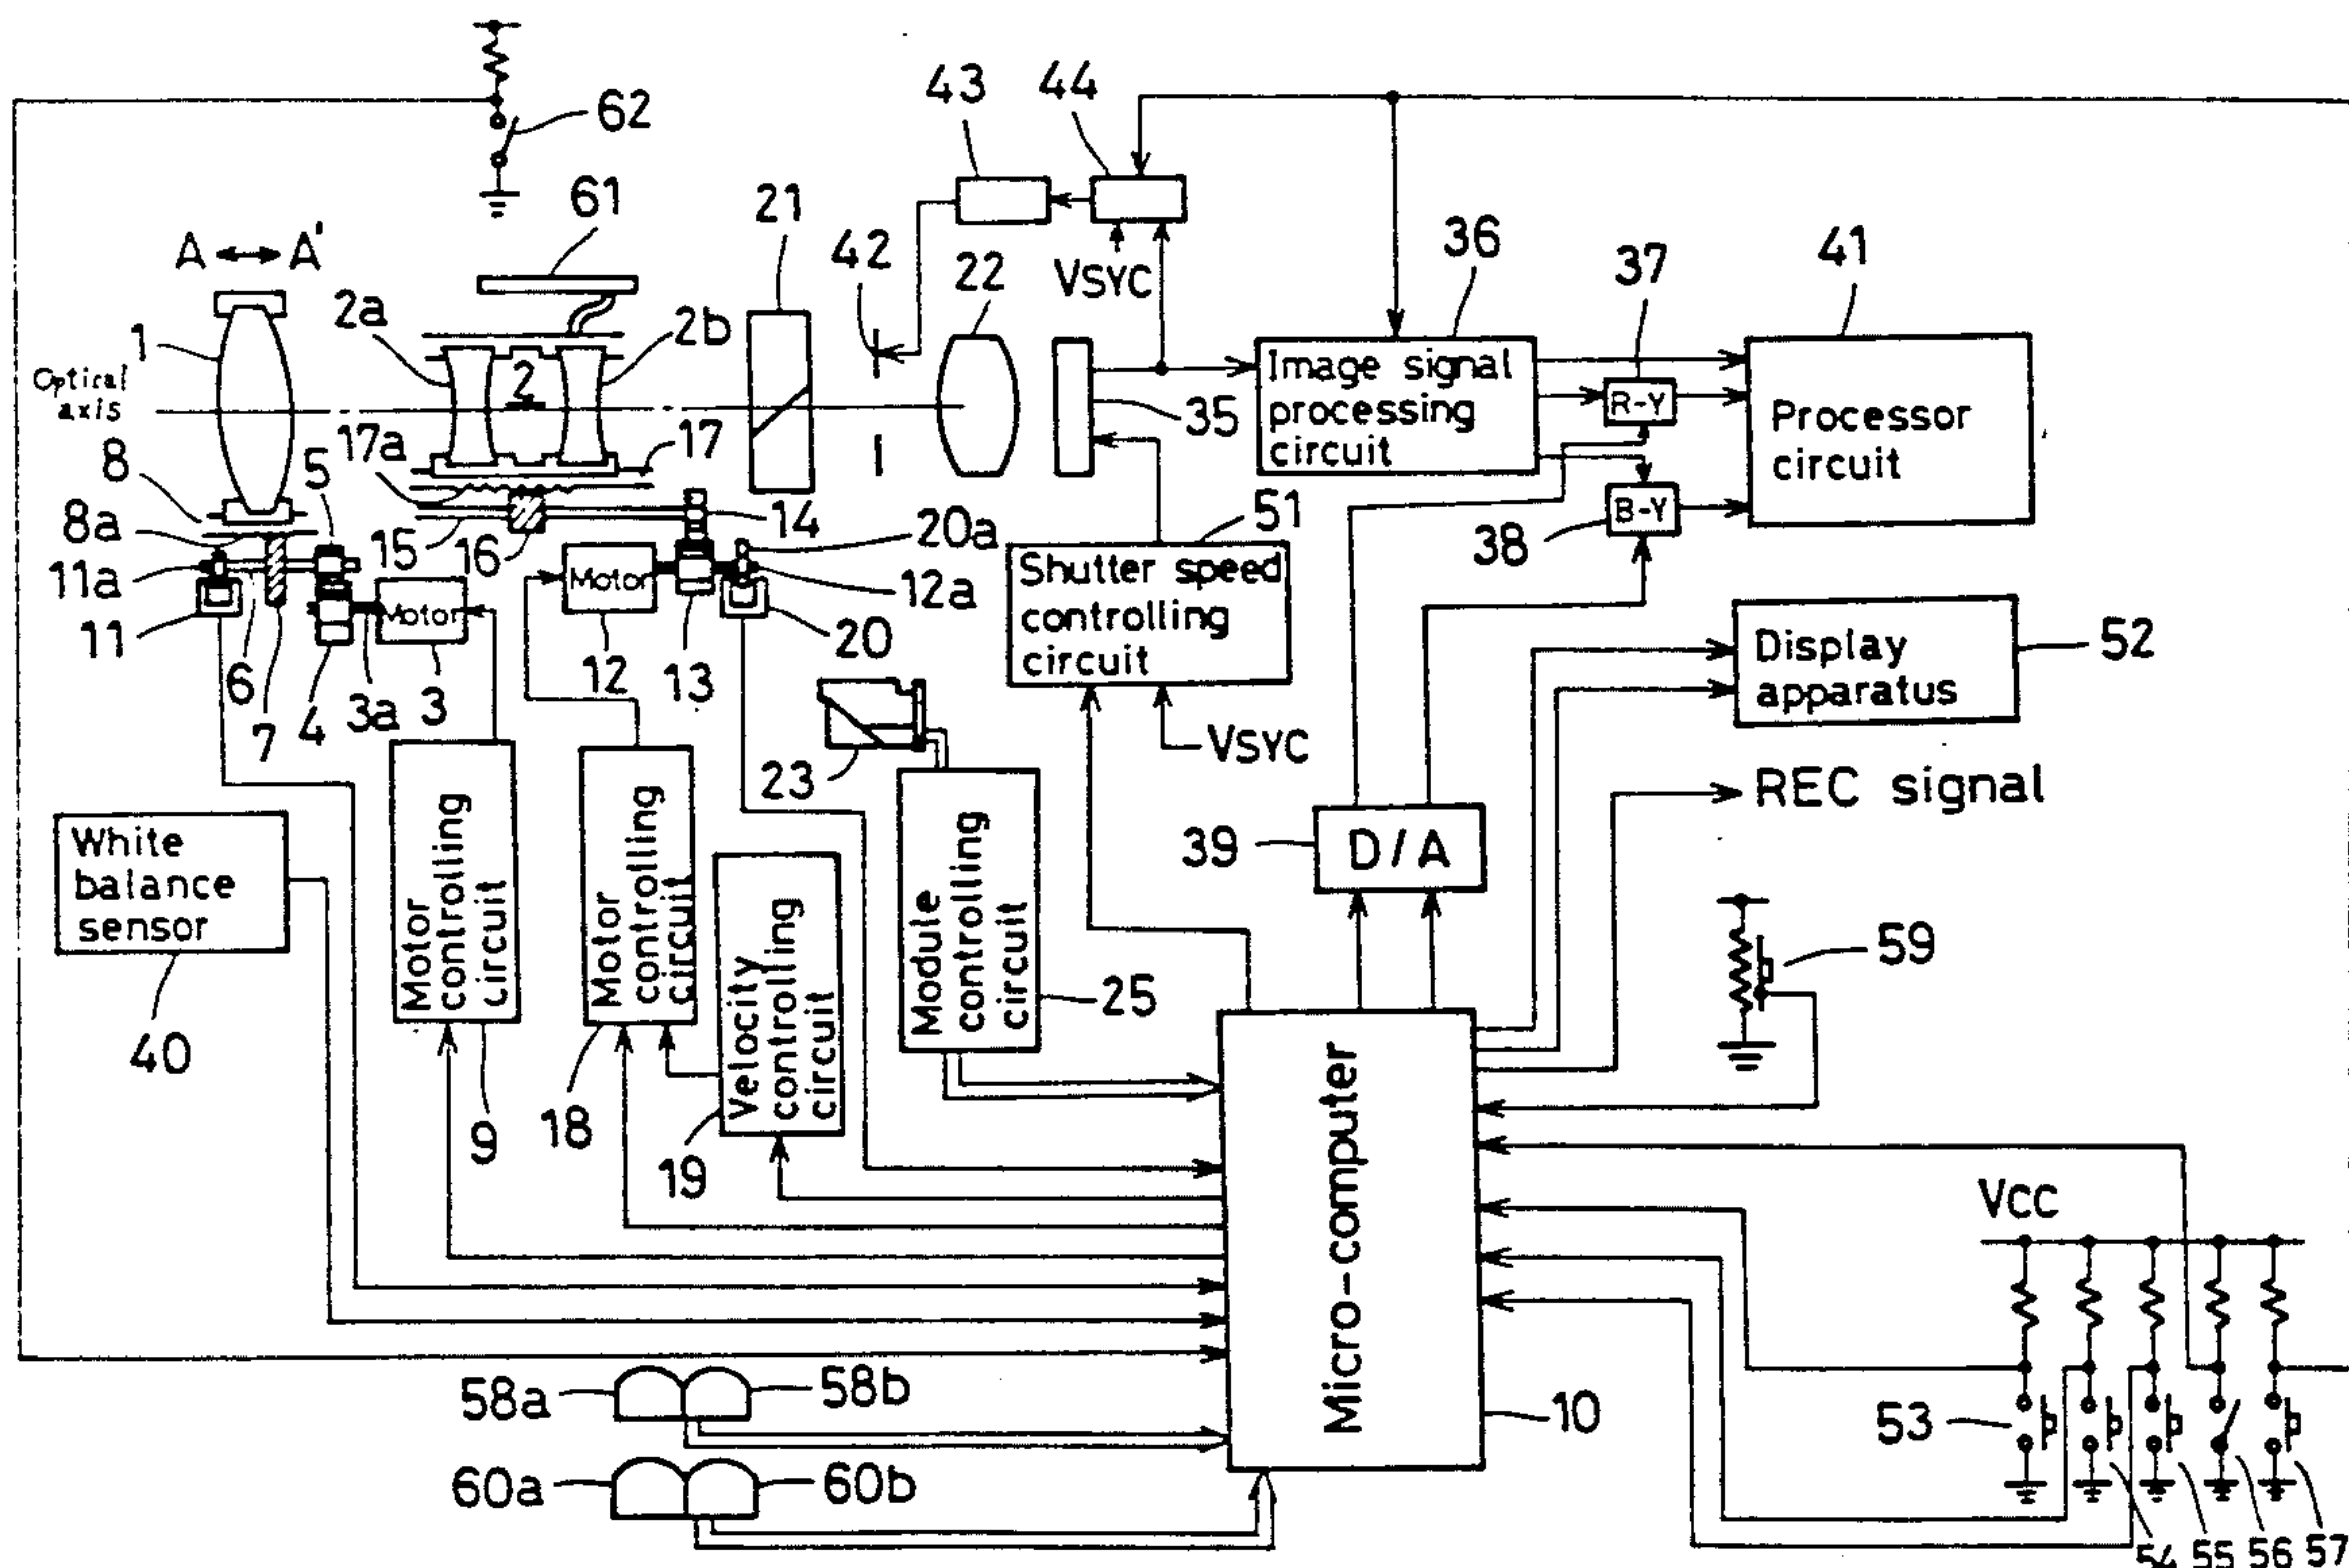 62
43
44
61
21
A ↔ A'
42
22
VSYC
36
37
41
2a
2b
1
Optical
axis
2
35
Image signal
processing
circuit
R-Y
Processor
circuit
17a
17
8
5
8a
14
51
B-Y
38
15
16
20a
11a
Motor
12a
Shutter speed
controlling
circuit
11
Motor
20
Display
apparatus
52
6
12
13
7
4
3a
3
VSYC
23
REC signal
White
balance
sensor
Motor
controlling
circuit
Motor
controlling
circuit
Velocity
controlling
circuit
Module
controlling
circuit
39
D/A
59
25
40
9
18
19
Micro-computer
VCC
58a
58b
10
53
60a
60b
54
55
56
57